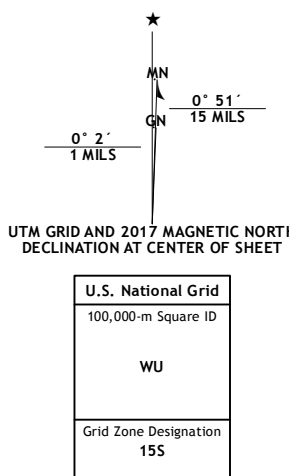 ★
MN
0° 51´
15 MILS
GN
0° 2´
1 MILS
UTM GRID AND 2017 MAGNETIC NORTH
DECLINATION AT CENTER OF SHEET
U.S. National Grid
100,000-m Square ID
WU
Grid Zone Designation
15S